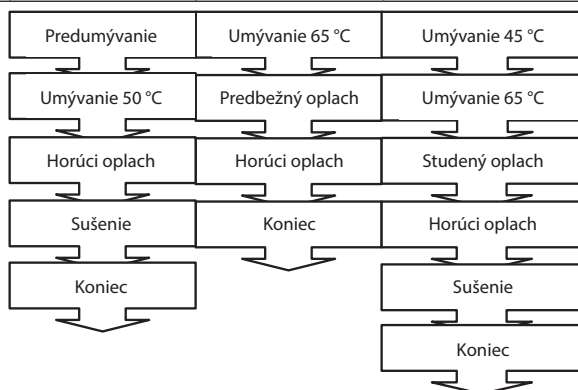 Predumývanie
Umývanie 50 °C
Horúci oplach
Sušenie
Koniec
Umývanie 65 °C
Predbežný oplach
Horúci oplach
Koniec
Umývanie 45 °C
Umývanie 65 °C
Studený oplach
Horúci oplach
Sušenie
Koniec